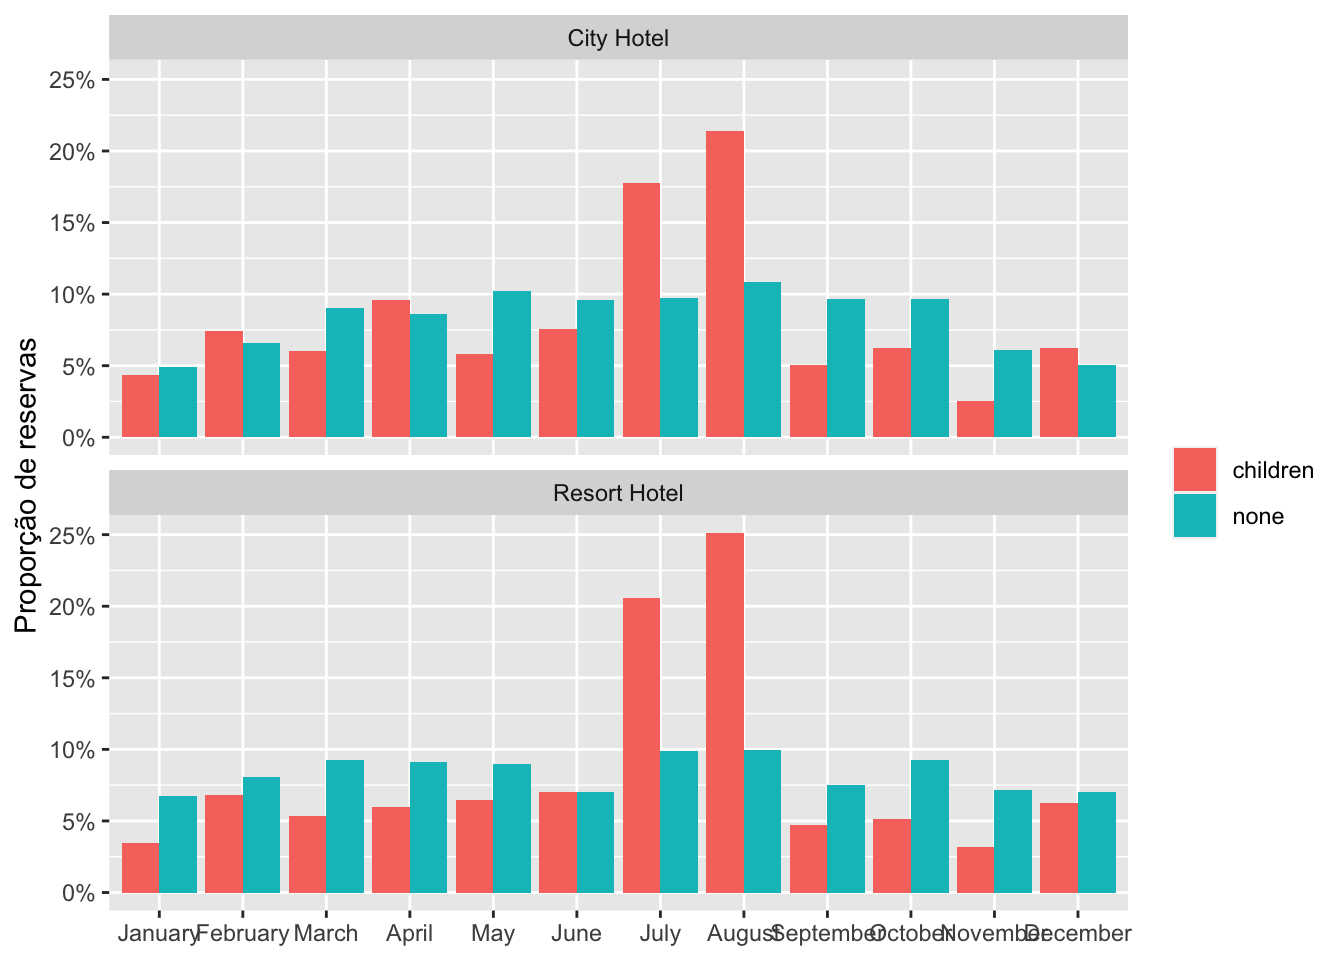 City Hotel
25%
20%
15%
10%
5%
0%
Proporção de reservas
Resort Hotel
25%
20%
15%
10%
5%
0%
January February March April May June July August September October November December
children
none